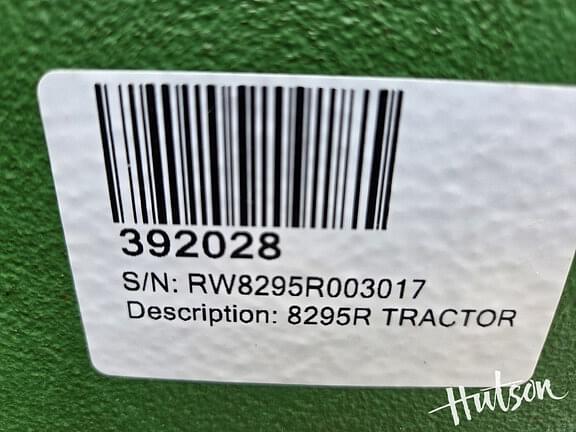 392028
S/N: RW8295R003017
Description: 8295R TRACTOR
Hutson